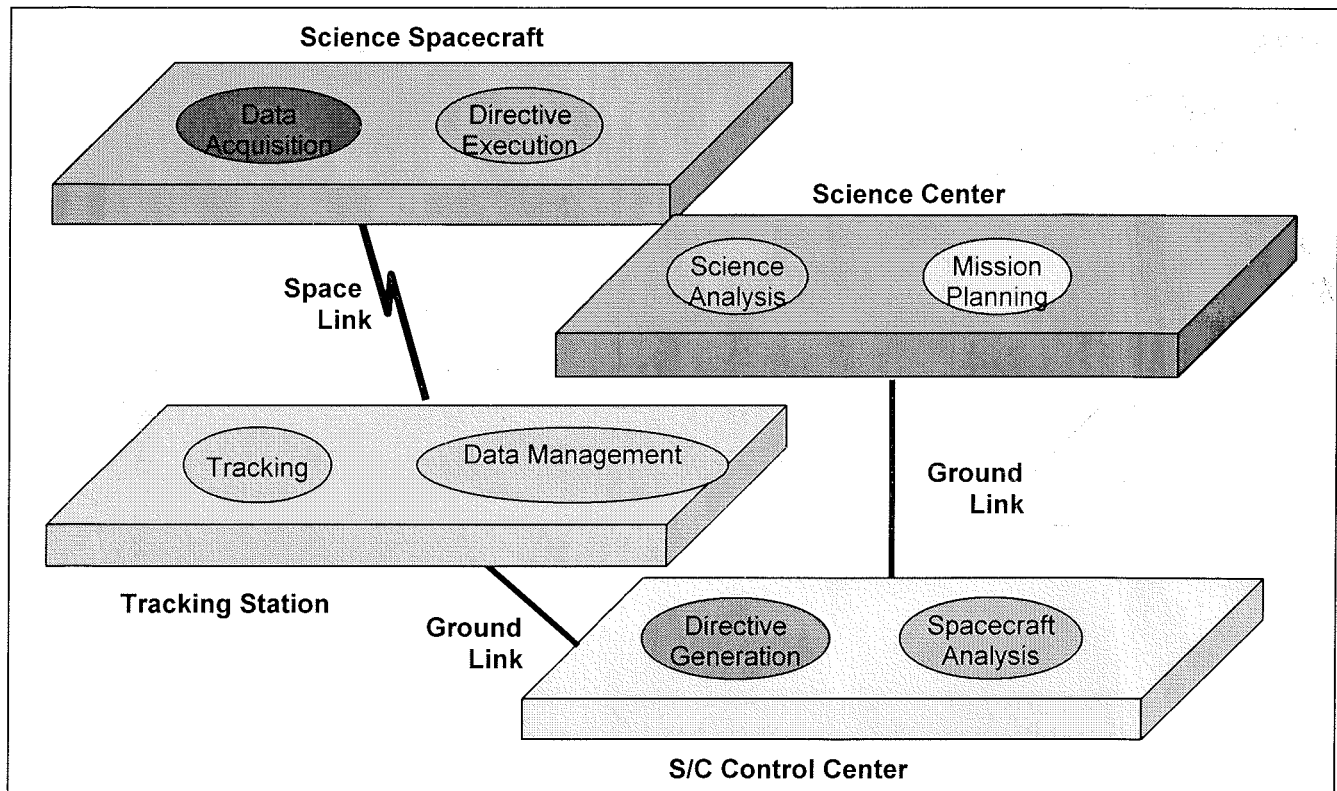 Science Spacecraft
Data
Acquisition
Directive
Execution
Science Center
Science
Analysis
Mission
Planning
Space
Link
Tracking
Data Management
Ground
Link
Tracking Station
Ground
Link
Directive
Generation
Spacecraft
Analysis
S/C Control Center